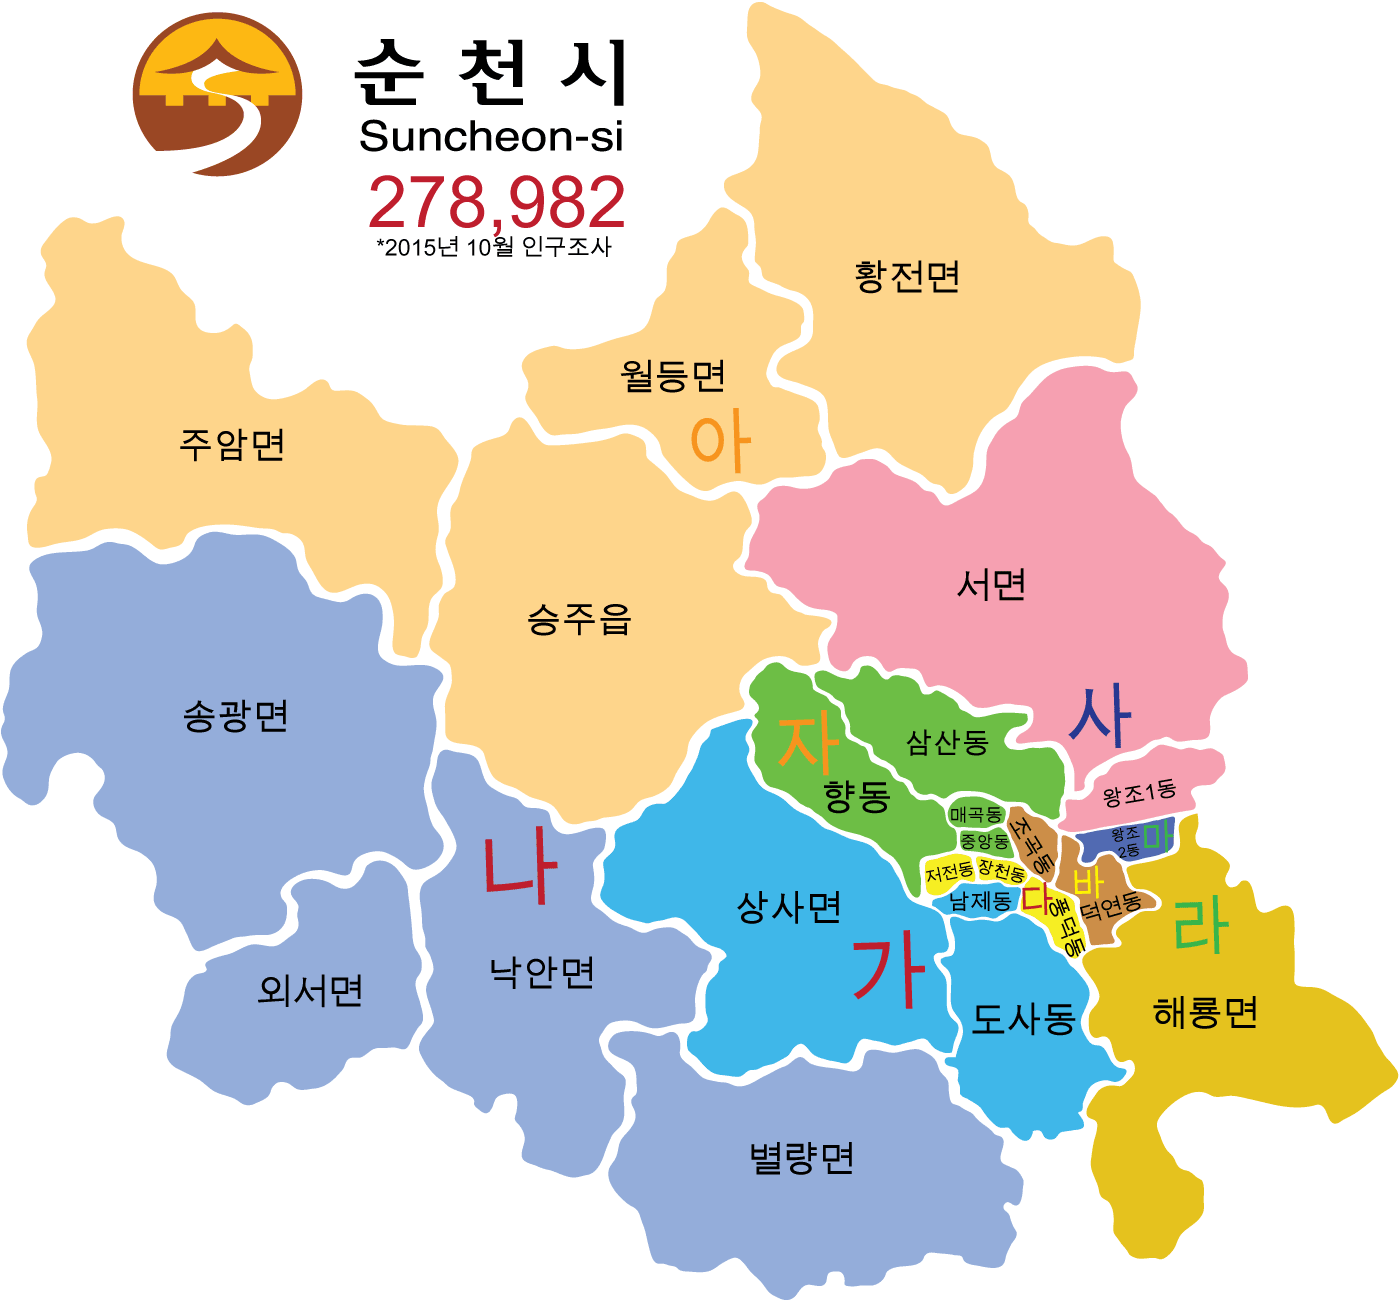 순천시
Suncheon-si
278,982
*2015년 10월 인구조사
황전면
월등면
아
주암면
서면
승주읍
송광면
사
자
삼산동
향동
왕조1동
매곡동
조곡동
중앙동
왕조
2동
마
나
저전동
장천동
바
다
남제동
풍덕동
덕연동
상사면
라
가
낙안면
외서면
도사동
해룡면
별량면